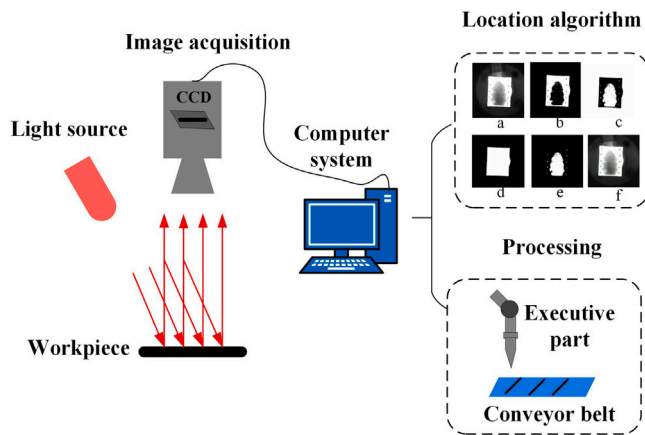 Location algorithm
Image acquisition
CCD
a b c
Light source
Computer
system
d e f
Processing
Executive
part
Workpiece
Conveyor belt